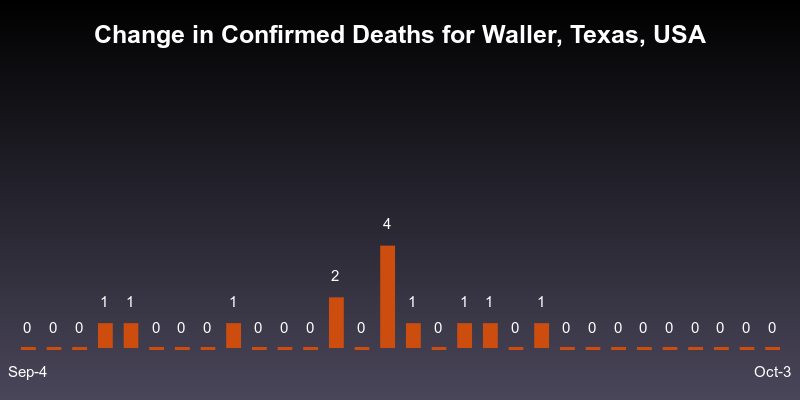 Change in Confirmed Deaths for Waller, Texas, USA
4
2
1 1 1 1 1 1 1
0 0 0 0 0 0 0 0 0 0 0 0 0 0 0 0 0 0 0 0 0
Sep-4 Oct-3